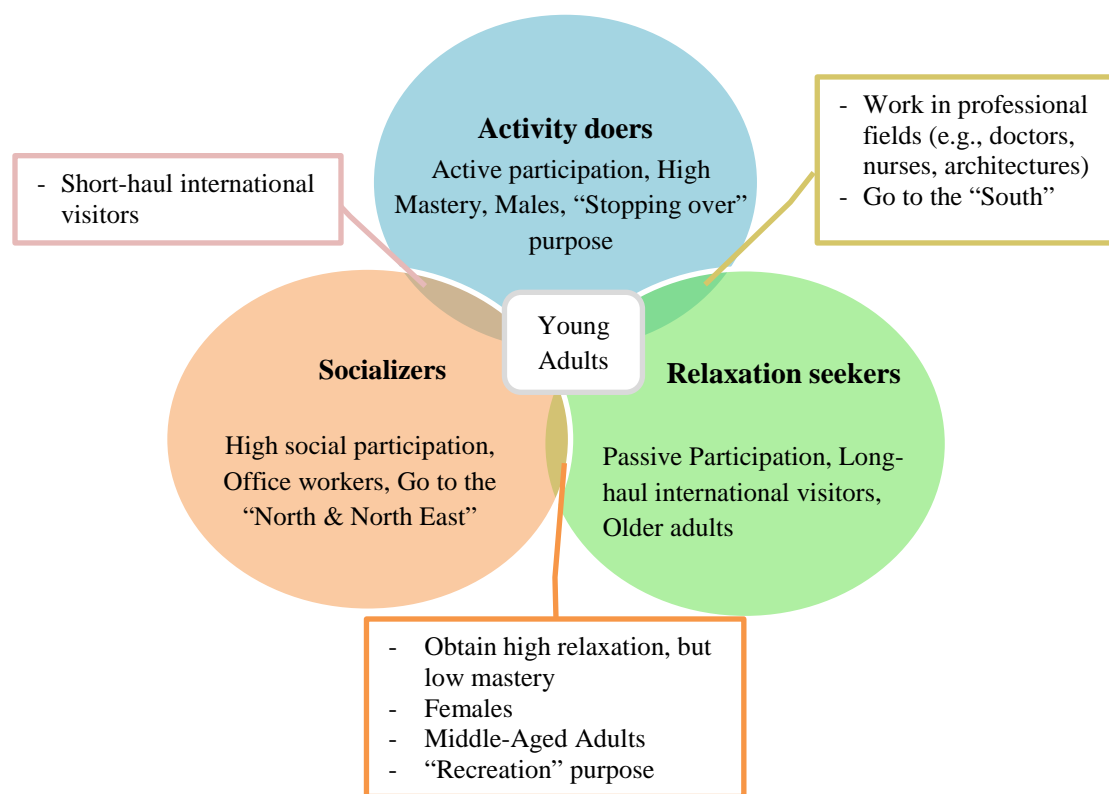 Activity doers
Active participation, High
Mastery, Males, “Stopping over”
purpose
- Short-haul international
visitors
- Work in professional
fields (e.g., doctors,
nurses, architectures)
- Go to the “South”
Young
Adults
Socializers
High social participation,
Office workers, Go to the
“North & North East”
Relaxation seekers
Passive Participation, Long-
haul international visitors,
Older adults
- Obtain high relaxation, but
low mastery
- Females
- Middle-Aged Adults
- “Recreation” purpose